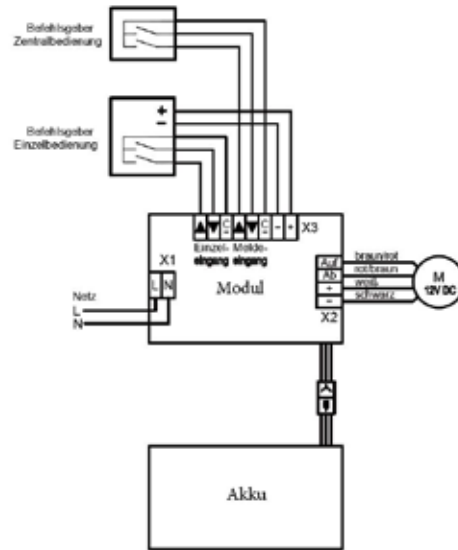 Befehlsgeber
Zentralbedienung
+
−
Befehlsgeber
Einzelbedienung
▲ ▼ C ▲ ▼ C − + X3
Einzel- Melde-
eingang eingang
X1
L N
Modul
Netz
L
N
Auf braun/rot
Ab rot/braun
+ weiß
− schwarz
X2
M
12V DC
Akku